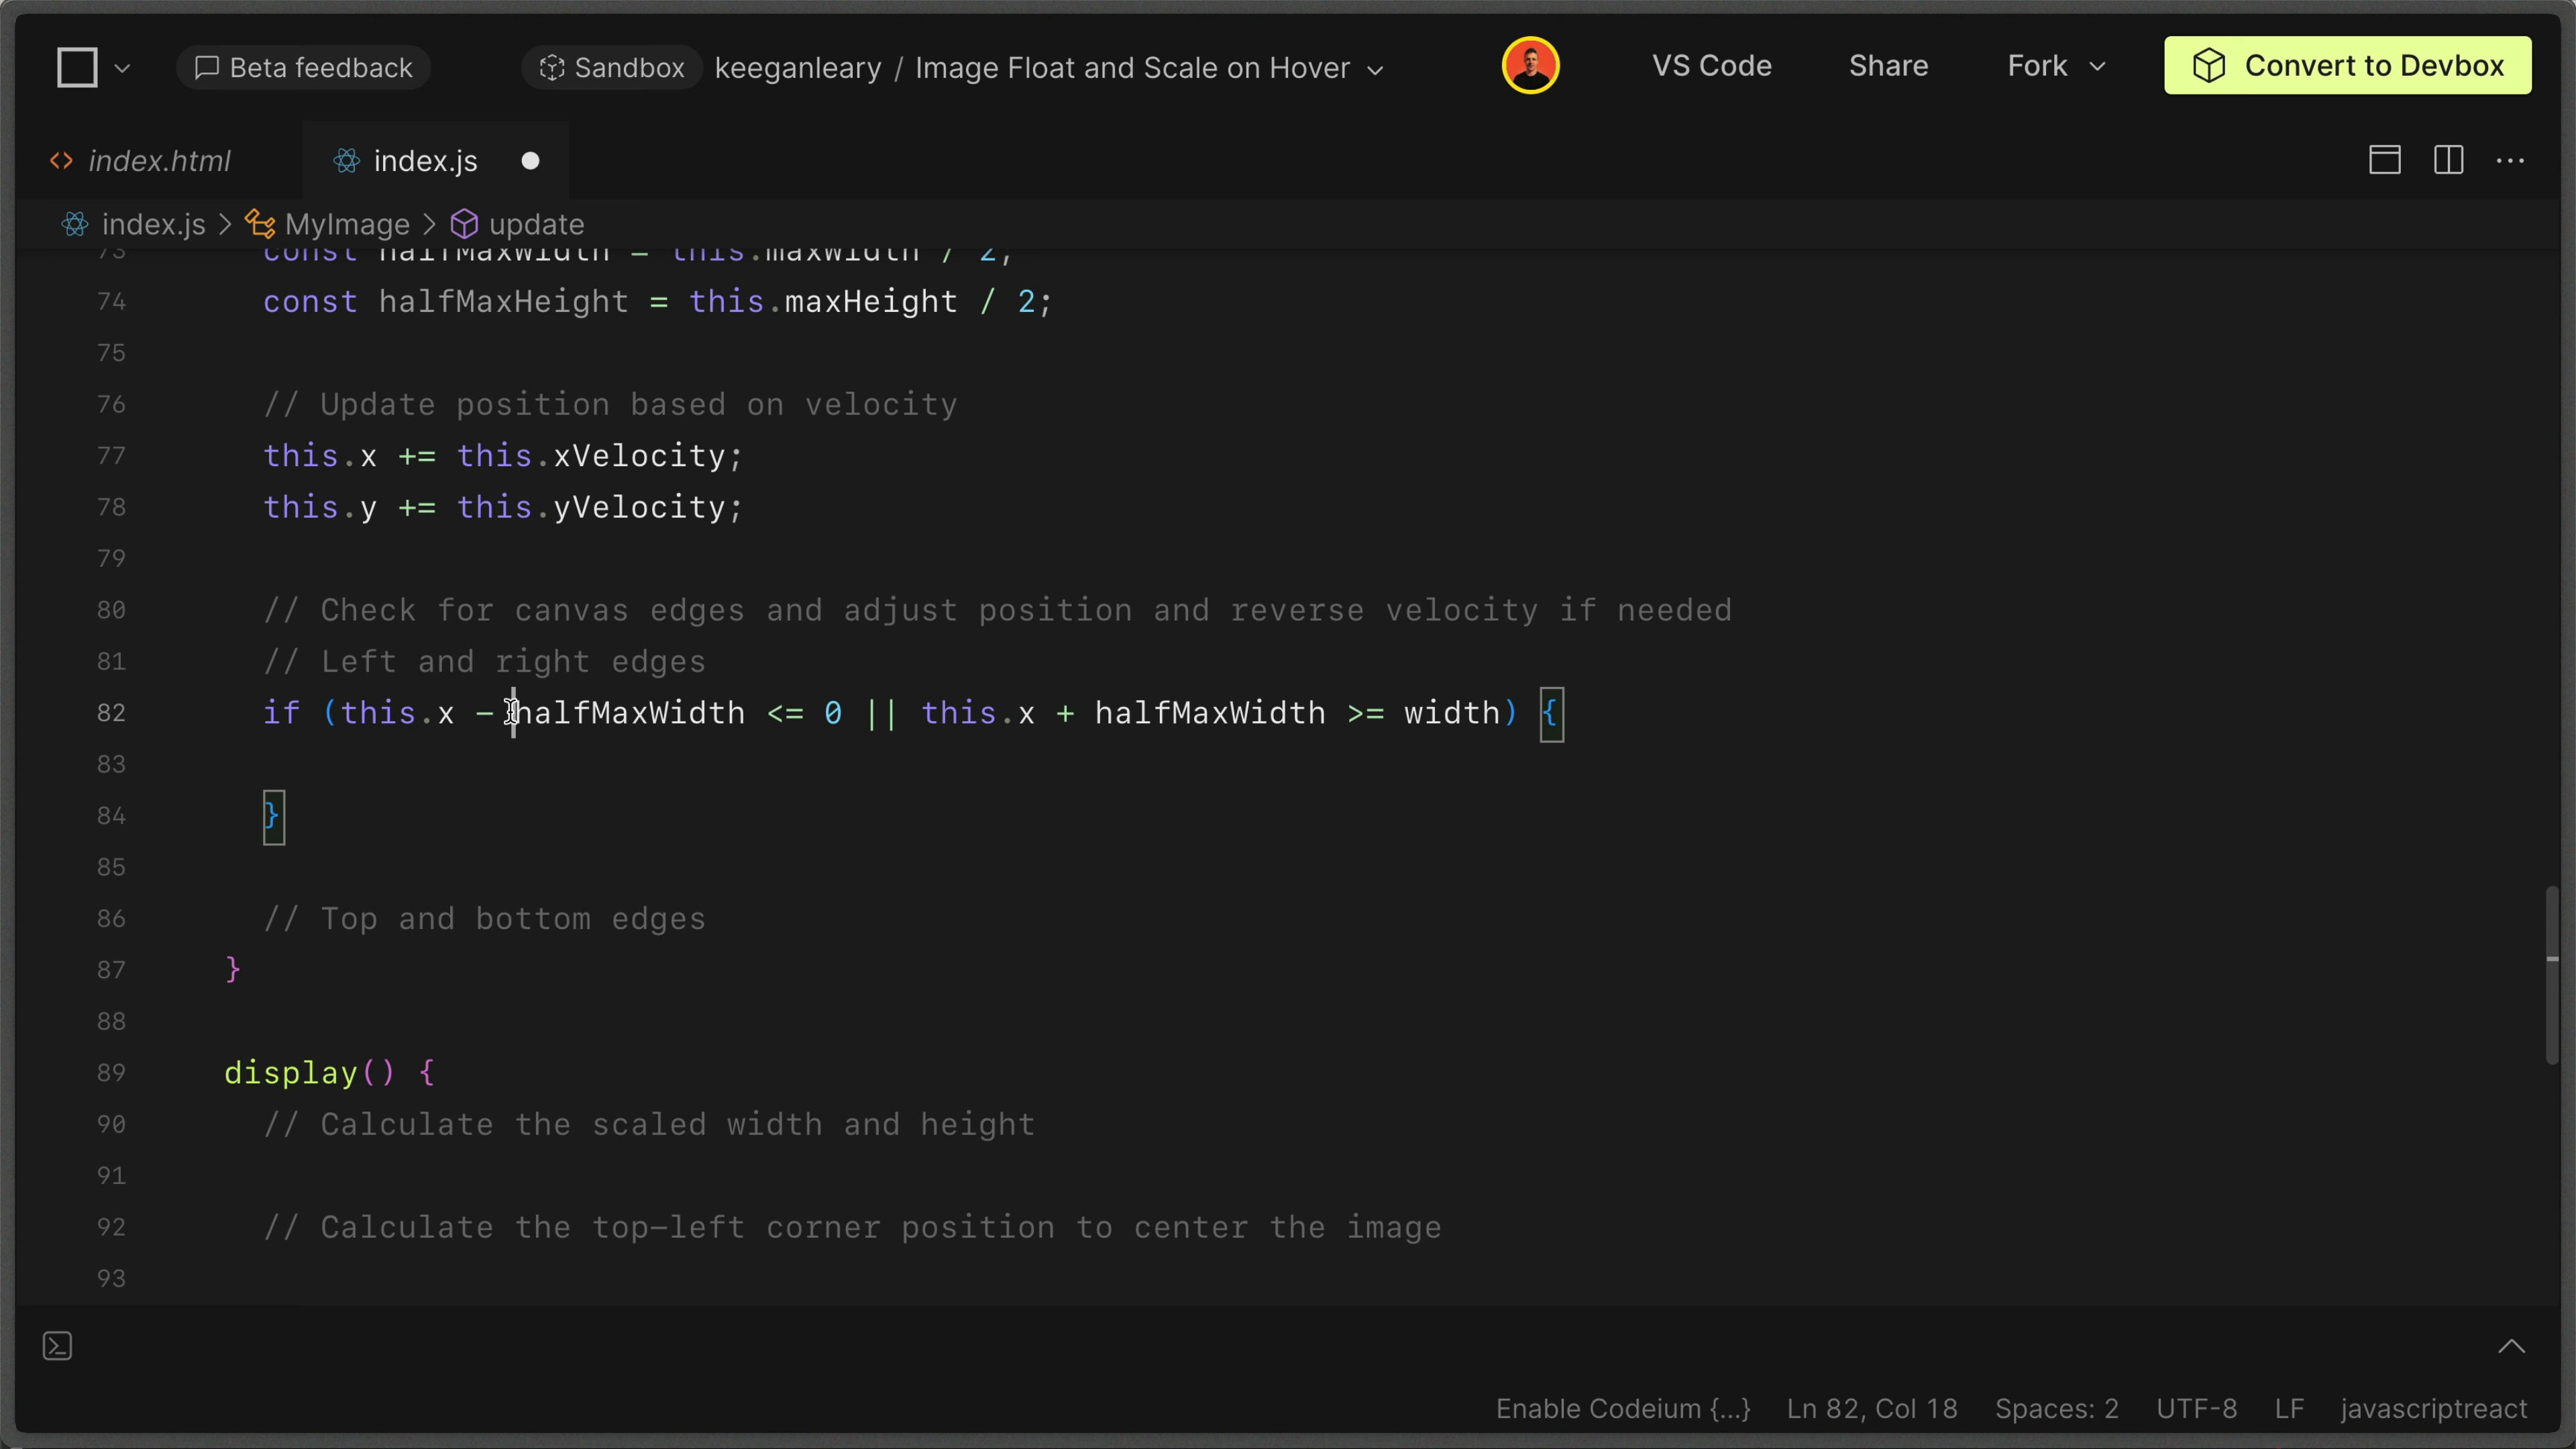 Beta feedback
Sandbox keeganleary / Image Float and Scale on Hover
VS Code
Share
Fork
Convert to Devbox
index.html
index.js
index.js > MyImage > update
73 const halfMaxWidth = this.maxWidth / 2;
74 const halfMaxHeight = this.maxHeight / 2;
75
76 // Update position based on velocity
77 this.x += this.xVelocity;
78 this.y += this.yVelocity;
79
80 // Check for canvas edges and adjust position and reverse velocity if needed
81 // Left and right edges
82 if (this.x - halfMaxWidth <= 0 || this.x + halfMaxWidth >= width) {
83
84 }
85
86 // Top and bottom edges
87 }
88
89 display() {
90 // Calculate the scaled width and height
91
92 // Calculate the top-left corner position to center the image
93
Enable Codeium {...} Ln 82, Col 18 Spaces: 2 UTF-8 LF javascriptreact